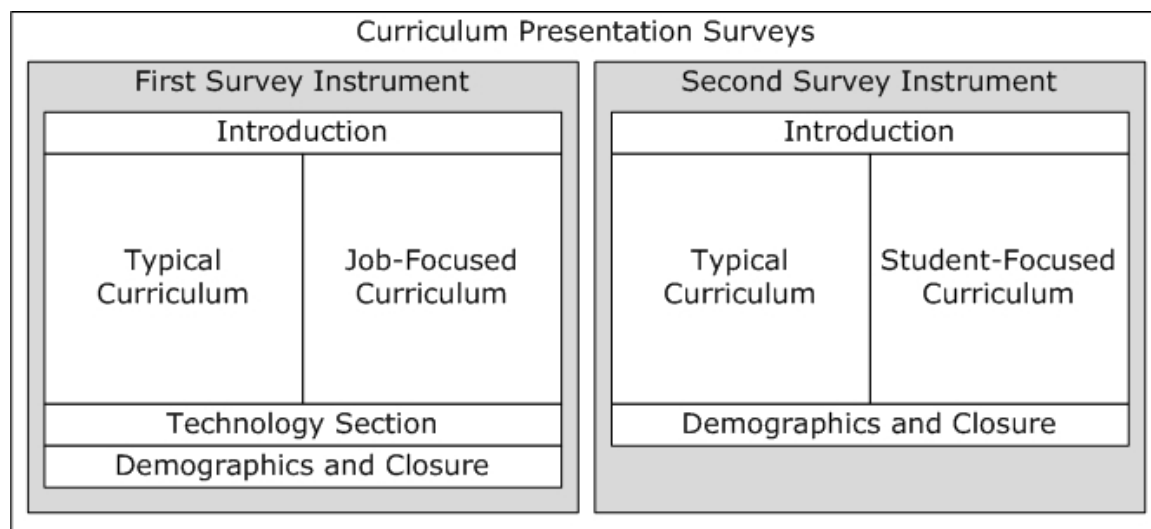 Curriculum Presentation Surveys
First Survey Instrument
Introduction
Typical
Curriculum
Job-Focused
Curriculum
Technology Section
Demographics and Closure
Second Survey Instrument
Introduction
Typical
Curriculum
Student-Focused
Curriculum
Demographics and Closure